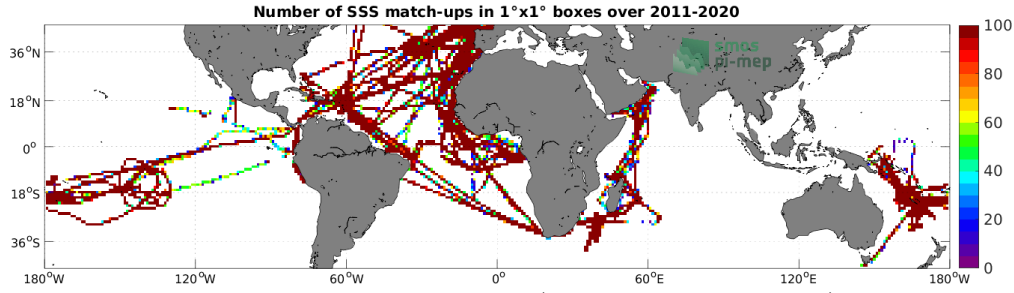 Number of SSS match-ups in 1°x1° boxes over 2011-2020
36°N
18°N
0°
18°S
36°S
180°W
120°W
60°W
0°
60°E
120°E
180°W
smos
pi-mep
100
80
60
40
20
0